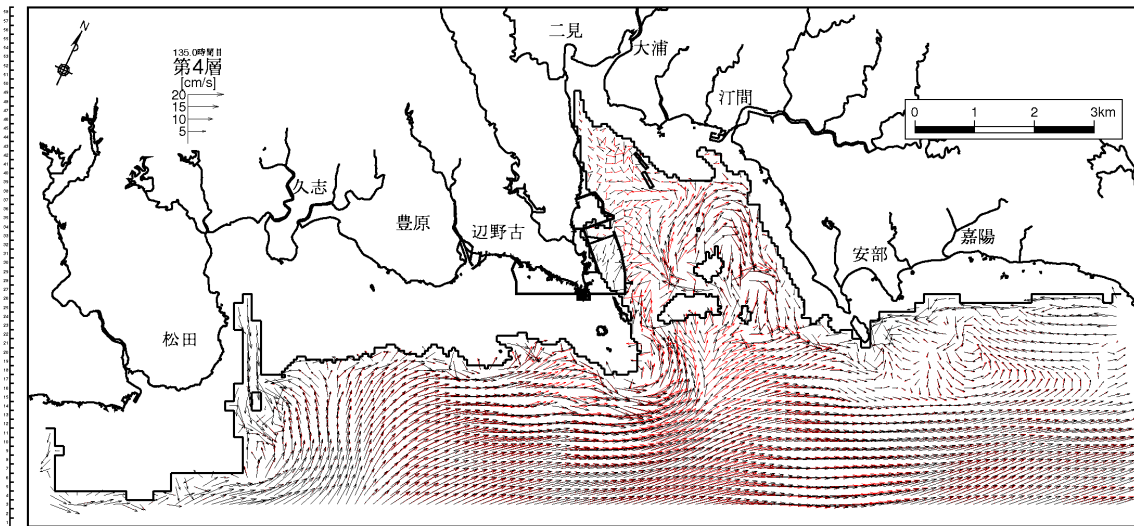 N
135.0時間目
第4層
[cm/s]
20
15
10
5
二見
大浦
汀間
0 1 2 3km
久志
豊原
辺野古
安部
嘉陽
松田